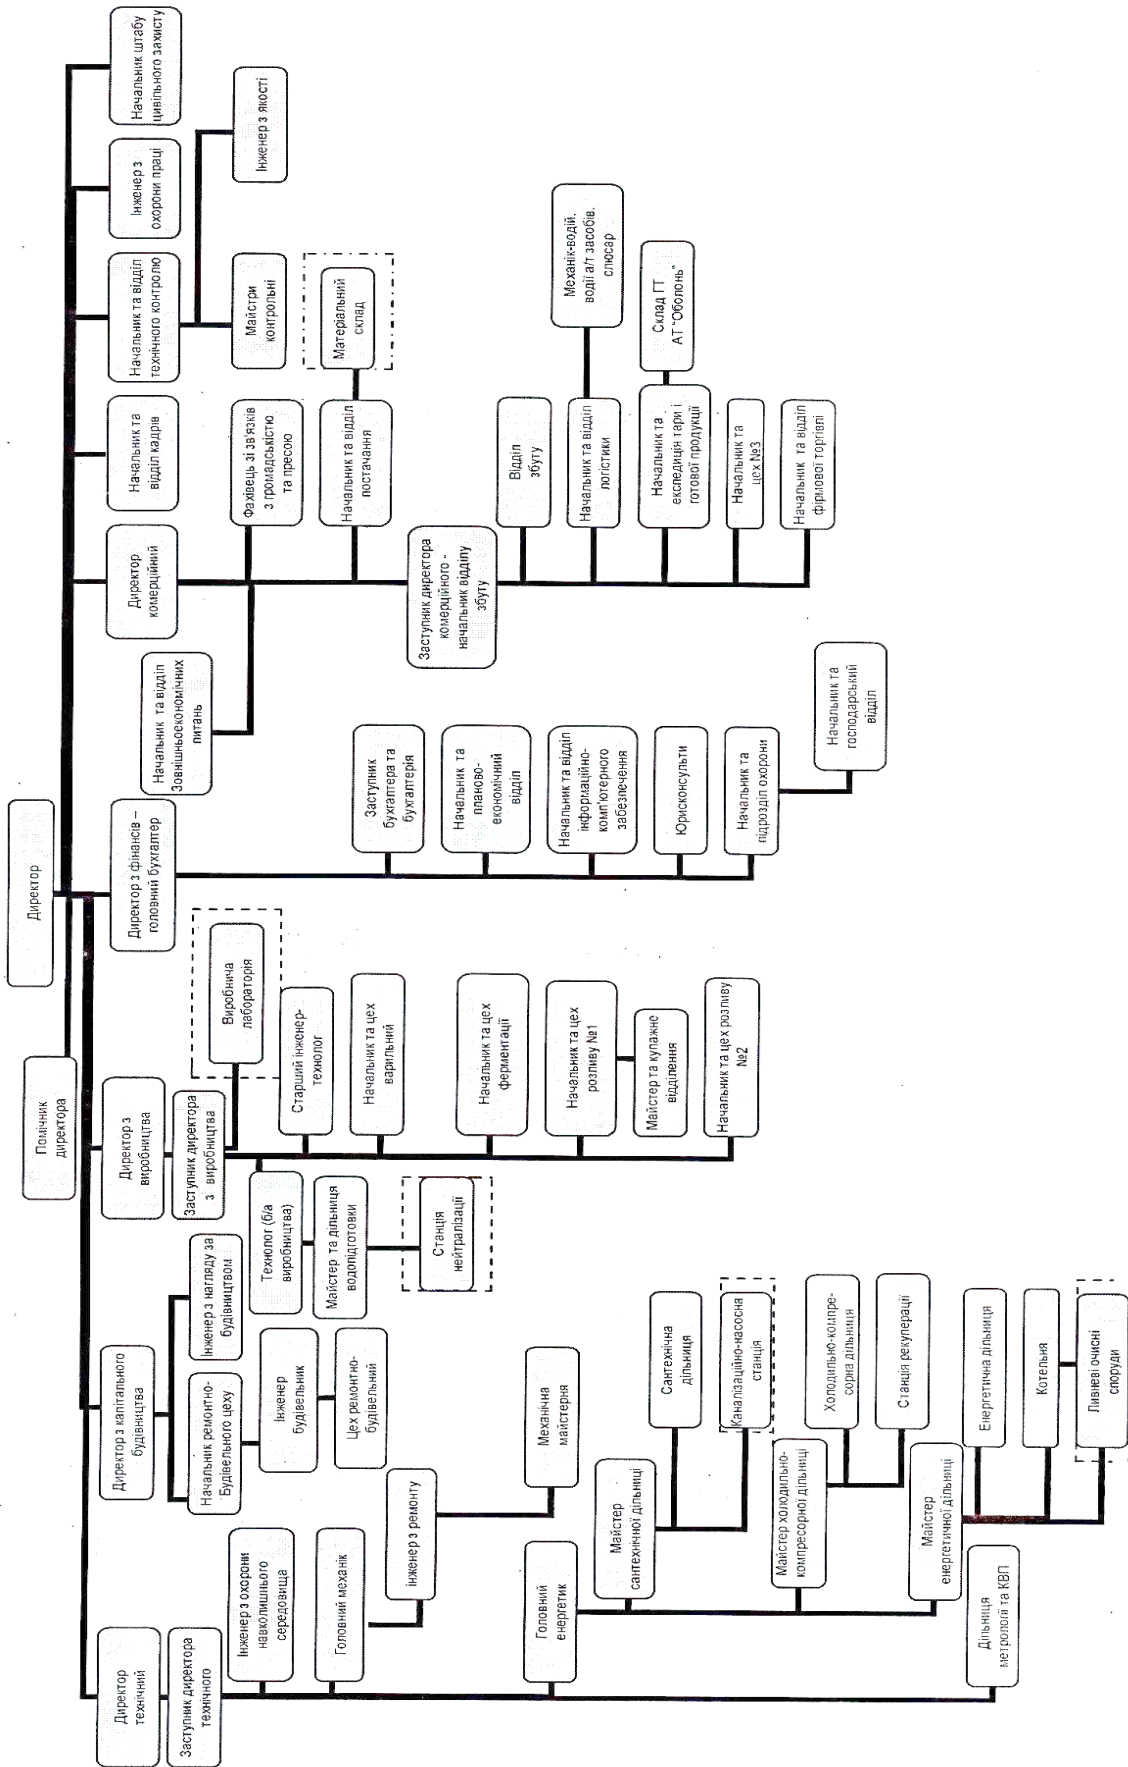 Директор
Помічник
директора
Директор
технічний
Директор з капітального
будівництва
Директор з
виробництва
Директор з фінансів –
головний бухгалтер
Директор
комерційний
Начальник та
відділ кадрів
Начальник та відділ
технічного контролю
Інженер з
охорони праці
Начальник штабу
цивільного захисту
Заступник директора
технічного
Інженер з охорони
навколишнього
середовища
Головний механік
інженер з ремонту
Механічна
майстерня
Головний
енергетик
Майстер
сантехнічної дільниці
Сантехнічна
дільниця
Каналізаційно-насосна
станція
Майстер холодильно-
компресорної дільниці
Холодильно-компре-
сорна дільниця
Станція рекуперації
Майстер
енергетичної дільниці
Енергетична дільниця
Котельня
Ливневі очисні
споруди
Дільниця
метрології та КВП
Начальник ремонтно-
Будівельного цеху
Інженер з нагляду за
будівництвом
Інженер
будівельник
Цех ремонтно-
будівельний
Заступник директора
з виробництва
Виробнича
лабораторія
Технолог (б/а
виробництва)
Старший інженер-
технолог
Майстер та дільниця
водопідготовки
Станція
нейтралізації
Начальник та цех
варильний
Начальник та цех
ферментації
Начальник та цех
розливу №1
Майстер та купажне
відділення
Начальник та цех розливу
№2
Заступник
бухгалтера та
бухгалтерія
Начальник та
планово-
економічний
відділ
Начальник та відділ
інформаційно-
комп'ютерного
забезпечення
Юрисконсульти
Начальник та
підрозділ охорони
Начальник та
господарський
відділ
Начальник та відділ
Зовнішньоекономічних
питань
Фахівець зі зв'язків
з громадськістю
та пресою
Начальник та відділ
постачання
Матеріальний
склад
Заступник директора
комерційного -
начальник відділу
збуту
Відділ
збуту
Начальник та відділ
логістики
Механік-водій,
водії а/т засобів,
слюсар
Начальник та
експедиція тари і
готової продукції
Склад ГТ
АТ "Оболонь"
Начальник та
цех №3
Начальник та відділ
фірмової торгівлі
Майстри
контрольні
Інженер з якості